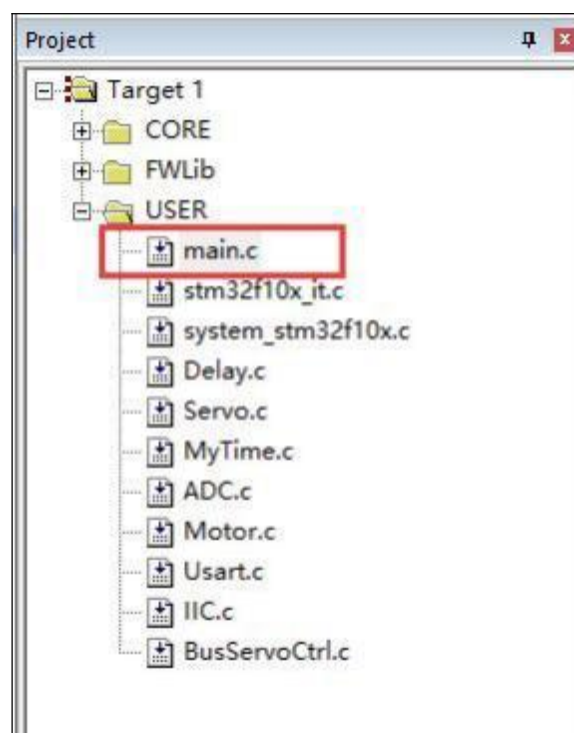 Project
Target 1
CORE
FWLib
USER
main.c
stm32f10x_it.c
system_stm32f10x.c
Delay.c
Servo.c
MyTime.c
ADC.c
Motor.c
Usart.c
IIC.c
BusServoCtrl.c